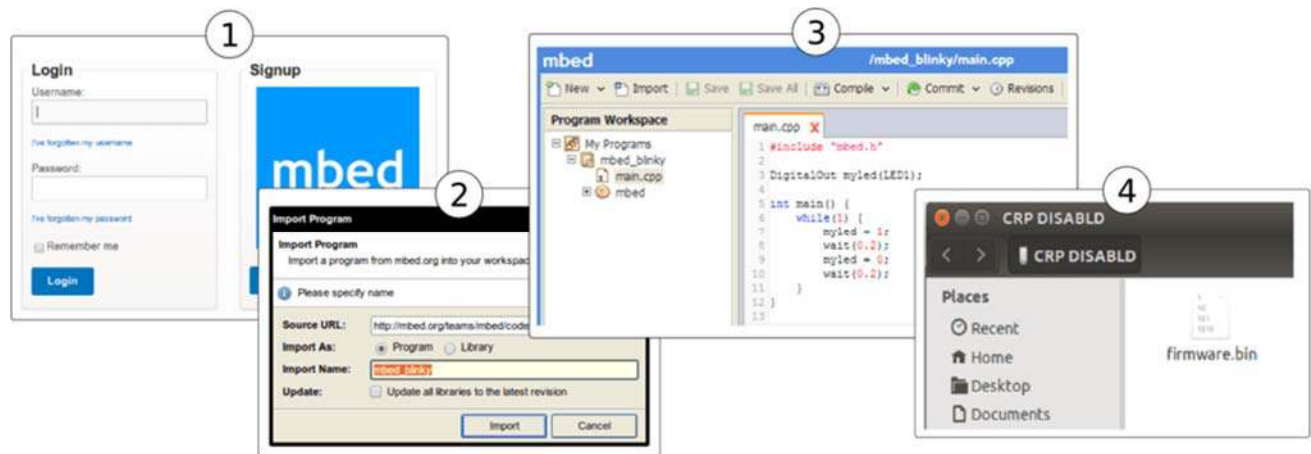 1
Login
Username:
I've forgotten my username
Password:
I've forgotten my password
Remember me
Login
Signup
mbed
2
Import Program
Import Program
Import a program from mbed.org into your workspac
Please specify name
Source URL: http://mbed.org/teams/mbed/code
Import As: Program Library
Import Name: mbed_blinky
Update: Update all libraries to the latest revision
Import Cancel
3
mbed /mbed_blinky/main.cpp
New Import Save Save All Compile Commit Revisions
Program Workspace
My Programs
mbed_blinky
main.cpp
mbed
main.cpp X
1 #include "mbed.h"
2
3 DigitalOut myled(LED1);
4
5 int main() {
6 while(1) {
7 myled = 1;
8 wait(0.2);
9 myled = 0;
10 wait(0.2);
11 }
12 }
13
4
CRP DISABLD
CRP DISABLD
Places
Recent
Home
Desktop
Documents
firmware.bin